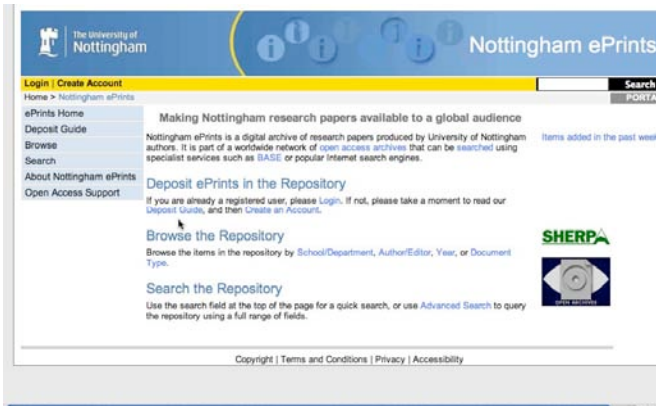 The University of
Nottingham
Nottingham ePrints
Login | Create Account
Search
Home > Nottingham ePrints
PORTA
ePrints Home
Deposit Guide
Browse
Search
About Nottingham ePrints
Open Access Support
Making Nottingham research papers available to a global audience
Nottingham ePrints is a digital archive of research papers produced by University of Nottingham
authors. It is part of a worldwide network of open access archives that can be searched using
specialist services such as BASE or popular Internet search engines.
Items added in the past week
Deposit ePrints in the Repository
If you are already a registered user, please Login. If not, please take a moment to read our
Deposit Guide, and then Create an Account.
Browse the Repository
Browse the items in the repository by School/Department, Author/Editor, Year, or Document
Type.
SHERPA
Search the Repository
Use the search field at the top of the page for a quick search, or use Advanced Search to query
the repository using a full range of fields.
OPEN ARCHIVES
Copyright | Terms and Conditions | Privacy | Accessibility